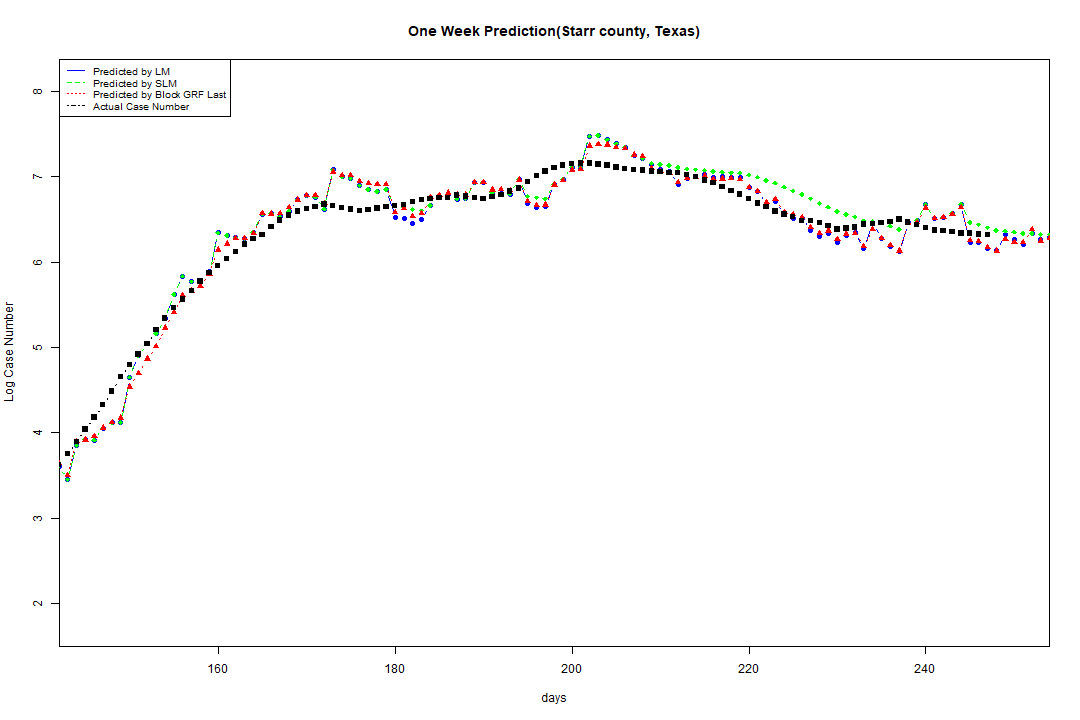 One Week Prediction(Starr county, Texas)
Predicted by LM
Predicted by SLM
Predicted by Block GRF Last
Actual Case Number
8
7
6
5
4
3
2
Log Case Number
160 180 200 220 240
days